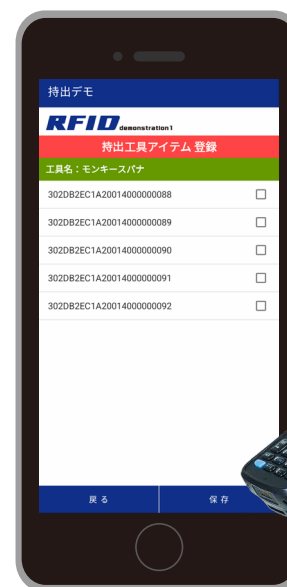 持出デモ
RFID demonstration1
持出工具アイテム 登録
工具名：モンキースパナ
302DB2EC1A20014000000088
302DB2EC1A20014000000089
302DB2EC1A20014000000090
302DB2EC1A20014000000091
302DB2EC1A20014000000092
戻る 保存